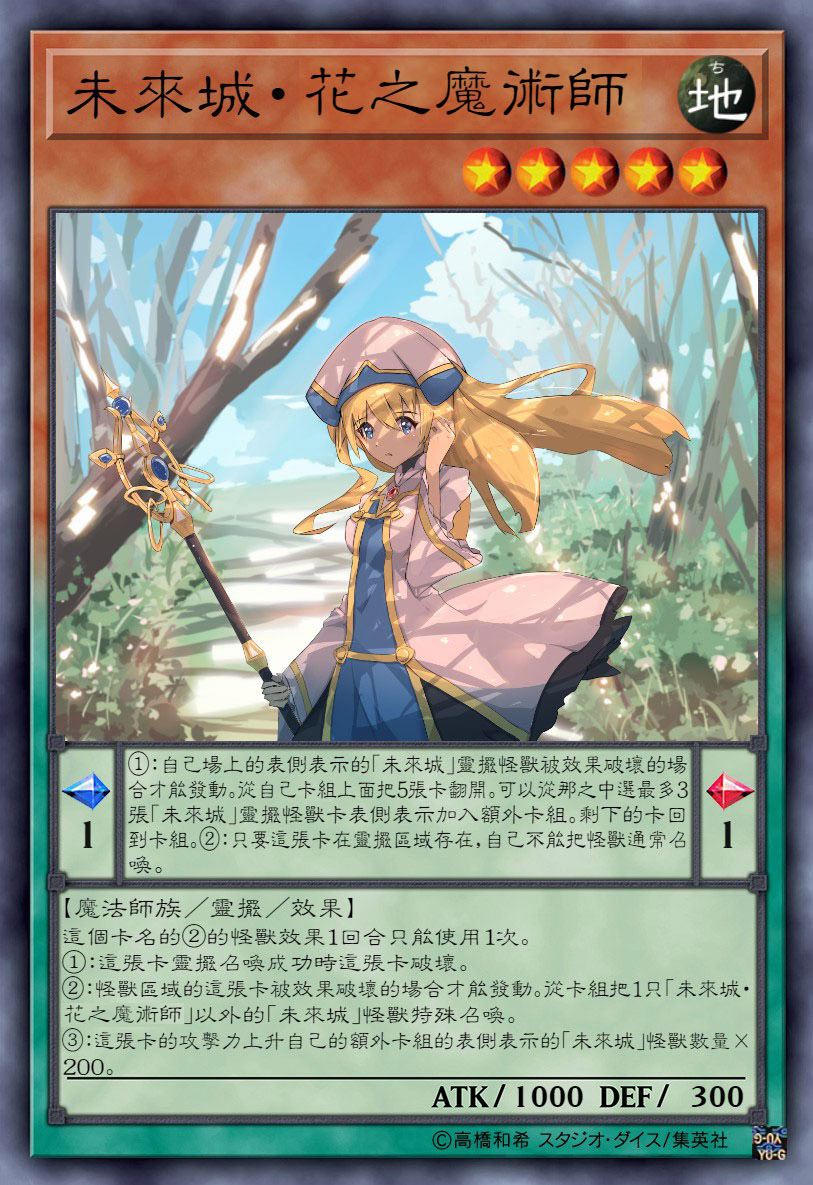 未來城・花之魔術師
ち
地
①：自己場上的表側表示的「未來城」靈擺怪獸被效果破壞的場
合才能發動。從自己卡組上面把5張卡翻開。可以從那之中選最多3
張「未來城」靈擺怪獸卡表側表示加入額外卡組。剩下的卡回
到卡組。②：只要這張卡在靈擺區域存在，自己不能把怪獸通常召
喚。
1
1
【魔法師族／靈擺／效果】
這個卡名的②的怪獸效果1回合只能使用1次。
①：這張卡靈擺召喚成功時這張卡破壞。
②：怪獸區域的這張卡被效果破壞的場合才能發動。從卡組把1只「未來城・
花之魔術師」以外的「未來城」怪獸特殊召喚。
③：這張卡的攻擊力上升自己的額外卡組的表側表示的「未來城」怪獸數量×
200。
ATK/ 1000 DEF/ 300
©高橋和希 スタジオ・ダイス/集英社
YU-G